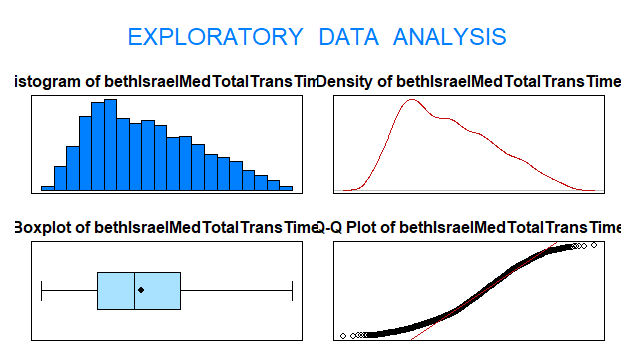 EXPLORATORY DATA ANALYSIS
istogram of bethIsraelMedTotalTransTim
Density of bethIsraelMedTotalTransTime
Boxplot of bethIsraelMedTotalTransTime
Q-Q Plot of bethIsraelMedTotalTransTime